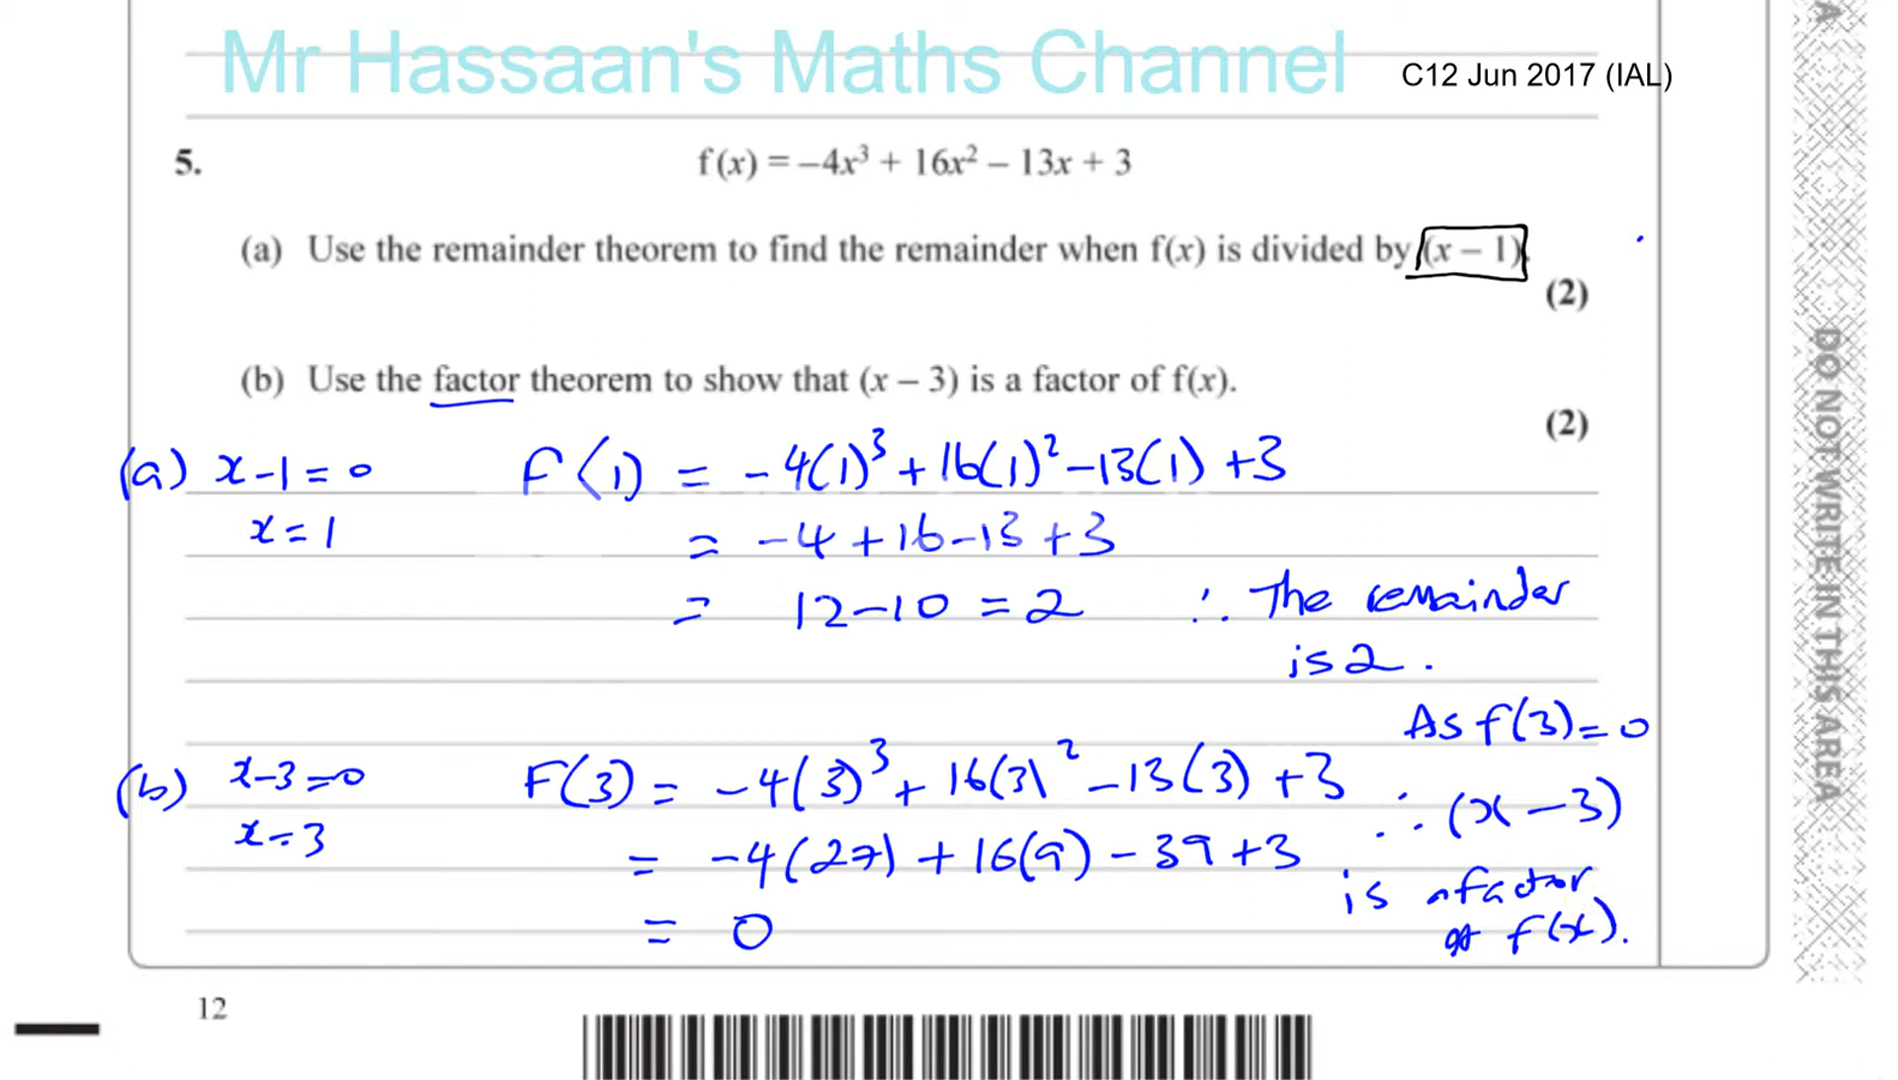 Mr Hassaan's Maths Channel
C12 Jun 2017 (IAL)
5.
f(x) = −4x³ + 16x² − 13x + 3
(a) Use the remainder theorem to find the remainder when f(x) is divided by (x − 1).
(2)
(b) Use the factor theorem to show that (x − 3) is a factor of f(x).
(2)
(a) x-1=0 F(1) = -4(1)³+16(1)²-13(1)+3
x=1 = -4+16-13+3
= 12-10=2 ∴ The remainder
is 2.
As f(3)=0
(b) x-3=0 F(3) = -4(3)³+16(3)²-13(3)+3 ∴ (x-3)
x=3 = -4(27)+16(9)-39+3
is a factor
= 0 of f(x).
12
A
DO NOT WRITE IN THIS AREA